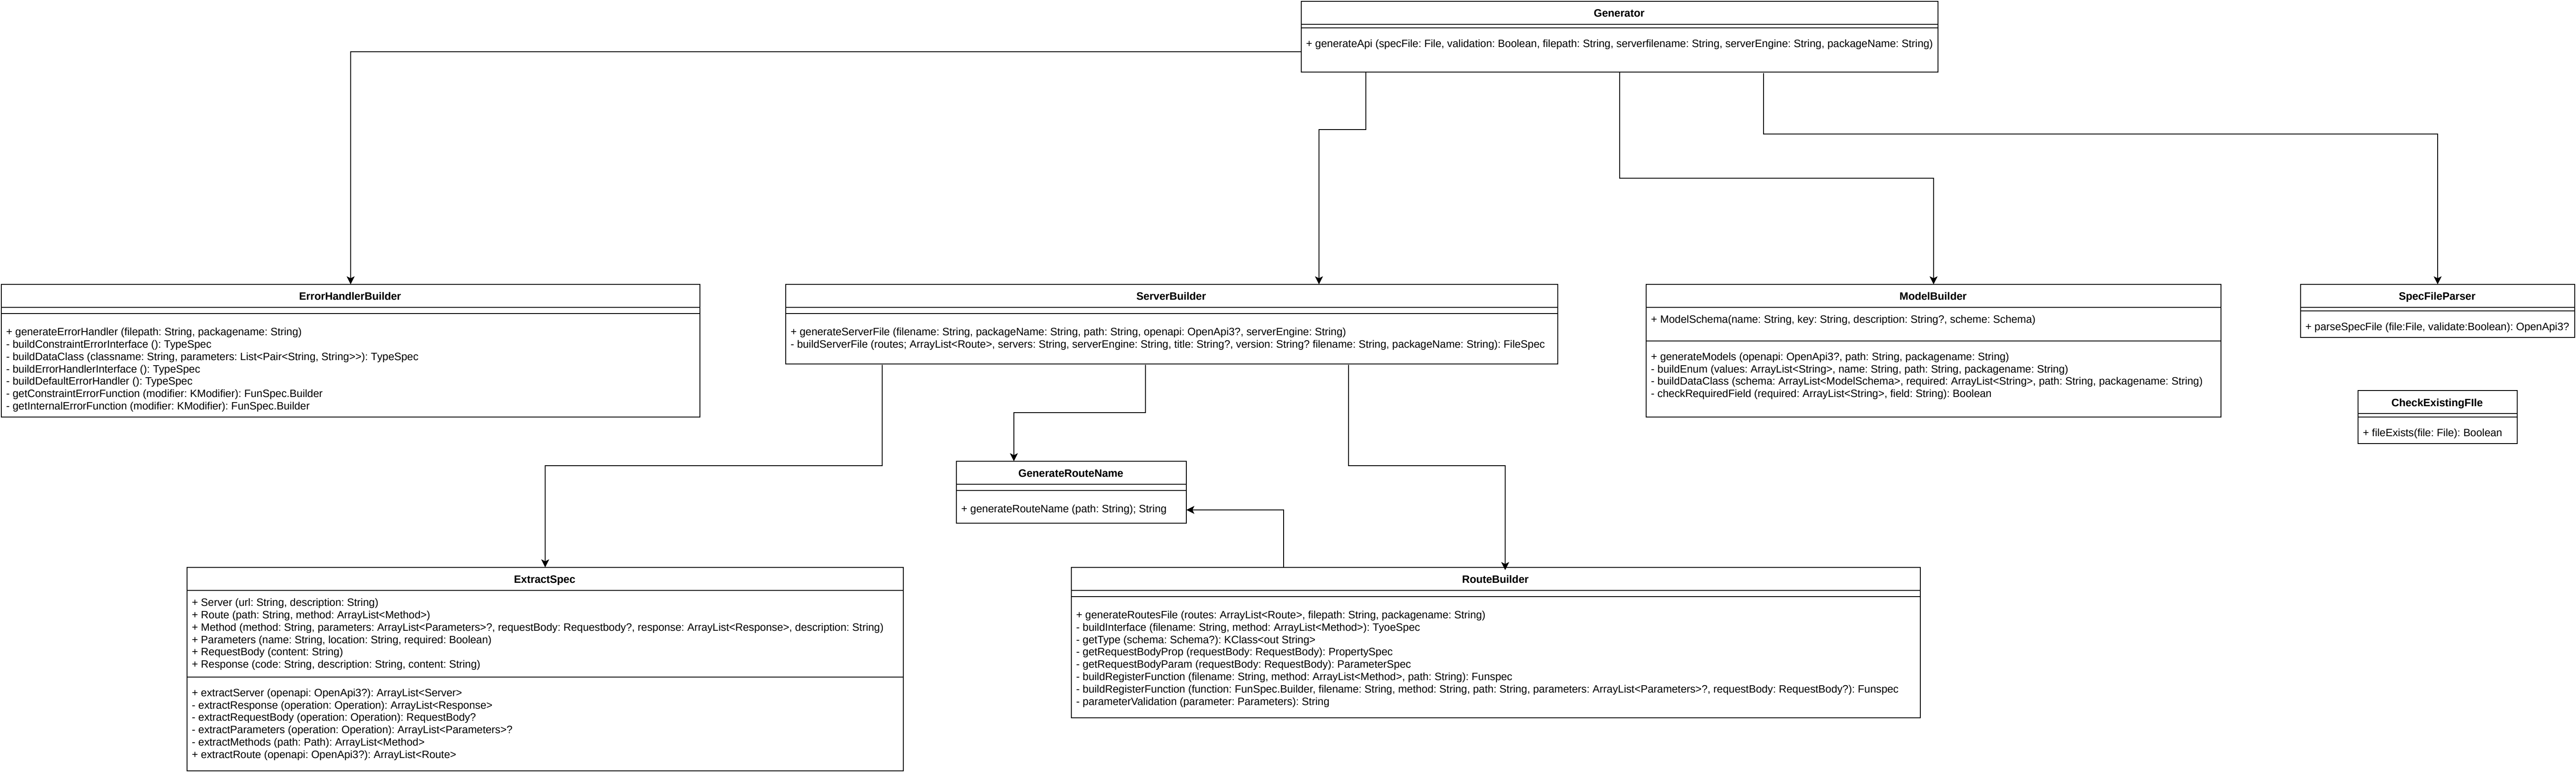 Generator
+ generateApi (specFile: File, validation: Boolean, filepath: String, serverfilename: String, serverEngine: String, packageName: String)
ErrorHandlerBuilder
+ generateErrorHandler (filepath: String, packagename: String)
- buildConstraintErrorInterface (): TypeSpec
- buildDataClass (classname: String, parameters: List<Pair<String, String>>): TypeSpec
- buildErrorHandlerInterface (): TypeSpec
- buildDefaultErrorHandler (): TypeSpec
- getConstraintErrorFunction (modifier: KModifier): FunSpec.Builder
- getInternalErrorFunction (modifier: KModifier): FunSpec.Builder
ServerBuilder
+ generateServerFile (filename: String, packageName: String, path: String, openapi: OpenApi3?, serverEngine: String)
- buildServerFile (routes; ArrayList<Route>, servers: String, serverEngine: String, title: String?, version: String? filename: String, packageName: String): FileSpec
ModelBuilder
+ ModelSchema(name: String, key: String, description: String?, scheme: Schema)
+ generateModels (openapi: OpenApi3?, path: String, packagename: String)
- buildEnum (values: ArrayList<String>, name: String, path: String, packagename: String)
- buildDataClass (schema: ArrayList<ModelSchema>, required: ArrayList<String>, path: String, packagename: String)
- checkRequiredField (required: ArrayList<String>, field: String): Boolean
SpecFileParser
+ parseSpecFile (file:File, validate:Boolean): OpenApi3?
CheckExistingFIle
+ fileExists(file: File): Boolean
GenerateRouteName
+ generateRouteName (path: String); String
ExtractSpec
+ Server (url: String, description: String)
+ Route (path: String, method: ArrayList<Method>)
+ Method (method: String, parameters: ArrayList<Parameters>?, requestBody: Requestbody?, response: ArrayList<Response>, description: String)
+ Parameters (name: String, location: String, required: Boolean)
+ RequestBody (content: String)
+ Response (code: String, description: String, content: String)
+ extractServer (openapi: OpenApi3?): ArrayList<Server>
- extractResponse (operation: Operation): ArrayList<Response>
- extractRequestBody (operation: Operation): RequestBody?
- extractParameters (operation: Operation): ArrayList<Parameters>?
- extractMethods (path: Path): ArrayList<Method>
+ extractRoute (openapi: OpenApi3?): ArrayList<Route>
RouteBuilder
+ generateRoutesFile (routes: ArrayList<Route>, filepath: String, packagename: String)
- buildInterface (filename: String, method: ArrayList<Method>): TyoeSpec
- getType (schema: Schema?): KClass<out String>
- getRequestBodyProp (requestBody: RequestBody): PropertySpec
- getRequestBodyParam (requestBody: RequestBody): ParameterSpec
- buildRegisterFunction (filename: String, method: ArrayList<Method>, path: String): Funspec
- buildRegisterFunction (function: FunSpec.Builder, filename: String, method: String, path: String, parameters: ArrayList<Parameters>?, requestBody: RequestBody?): Funspec
- parameterValidation (parameter: Parameters): String